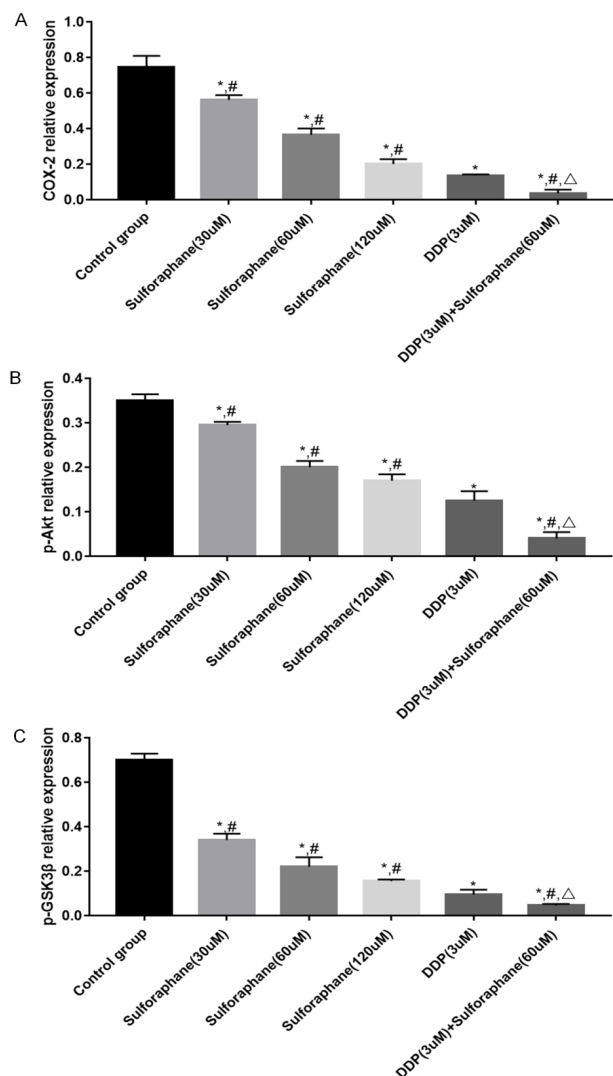 A
COX-2 relative expression
0.8
0.6
0.4
0.2
0.0
*,#
*,#
*,#
*
*,#,△
Control group
Sulforaphane(30uM)
Sulforaphane(60uM)
Sulforaphane(120uM)
DDP(3uM)
DDP(3uM)+Sulforaphane(60uM)
B
p-Akt relative expression
0.4
0.3
0.2
0.1
0.0
*,#
*,#
*,#
*
*,#,△
Control group
Sulforaphane(30uM)
Sulforaphane(60uM)
Sulforaphane(120uM)
DDP(3uM)
DDP(3uM)+Sulforaphane(60uM)
C
p-GSK3β relative expression
0.8
0.6
0.4
0.2
0.0
*,#
*,#
*,#
*
*,#,△
Control group
Sulforaphane(30uM)
Sulforaphane(60uM)
Sulforaphane(120uM)
DDP(3uM)
DDP(3uM)+Sulforaphane(60uM)